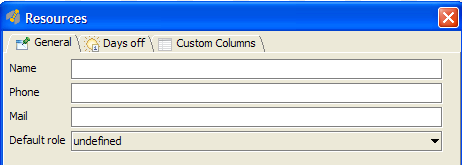 Resources
General Days off Custom Columns
Name
Phone
Mail
Default role undefined